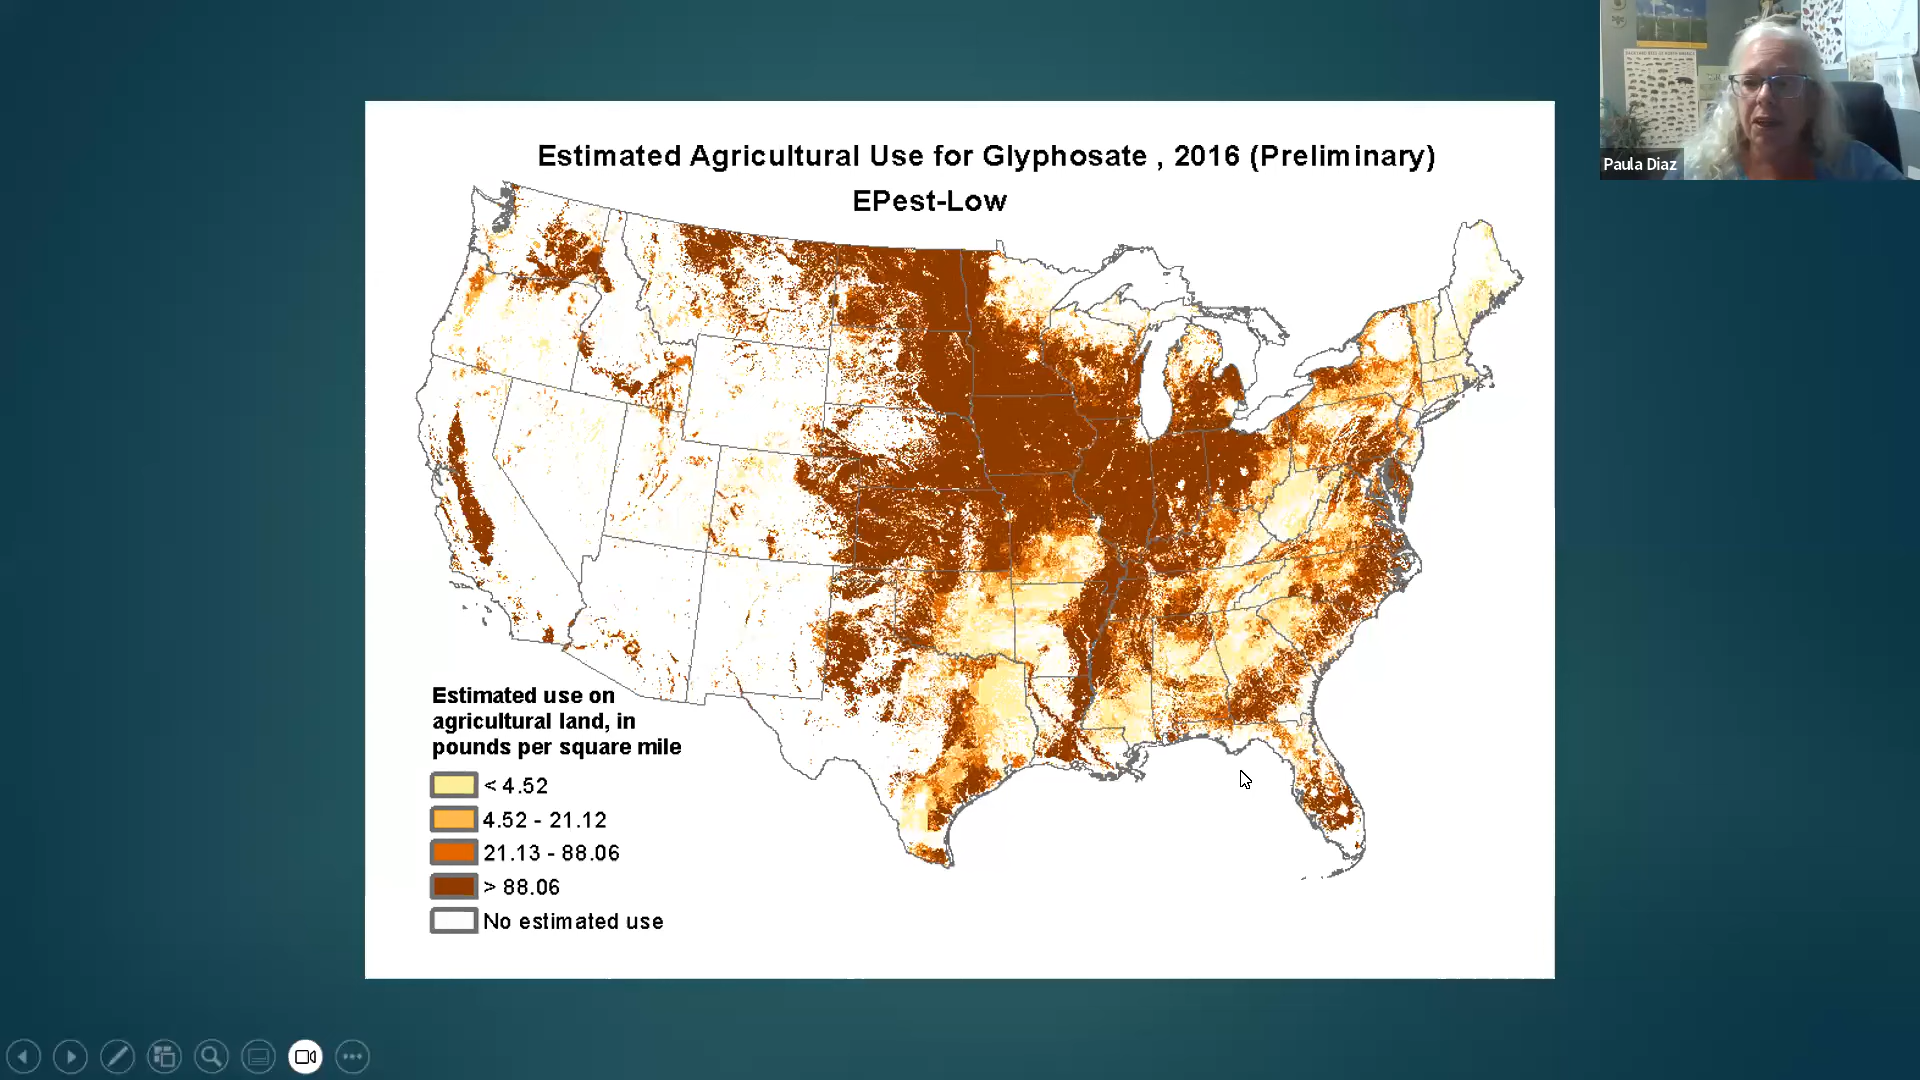 Estimated Agricultural Use for Glyphosate , 2016 (Preliminary)
EPest-Low
Paula Diaz
Estimated use on
agricultural land, in
pounds per square mile
< 4.52
4.52 - 21.12
21.13 - 88.06
> 88.06
No estimated use